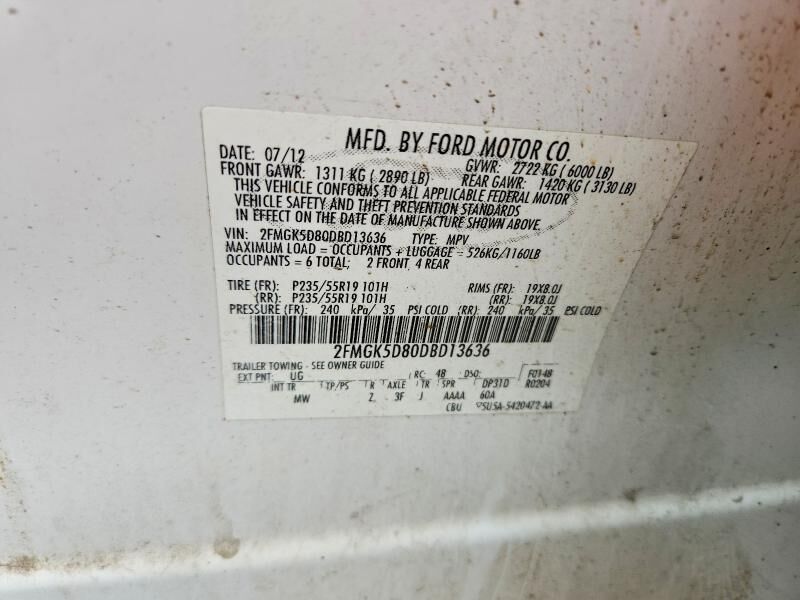 MFD. BY FORD MOTOR CO.
DATE: 07/12 GVWR: 2722 KG ( 6000 LB)
FRONT GAWR: 1311 KG ( 2890 LB) REAR GAWR: 1420 KG ( 3130 LB)
THIS VEHICLE CONFORMS TO ALL APPLICABLE FEDERAL MOTOR
VEHICLE SAFETY AND THEFT PREVENTION STANDARDS
IN EFFECT ON THE DATE OF MANUFACTURE SHOWN ABOVE.
VIN: 2FMGK5D80DBD13636 TYPE: MPV
MAXIMUM LOAD = OCCUPANTS + LUGGAGE = 526KG/1160LB
OCCUPANTS = 6 TOTAL; 2 FRONT, 4 REAR
TIRE (FR): P235/55R19 101H RIMS (FR): 19X8.0J
(RR): P235/55R19 101H (RR): 19X8.0J
PRESSURE (FR): 240 kPa/ 35 PSI COLD (RR): 240 kPa/ 35 PSI COLD
2FMGK5D80DBD13636
TRAILER TOWING - SEE OWNER GUIDE
EXT PNT: UG RC: 48 DSO: F0148
INT TR TP/PS R AXLE TR SPR DP31D R0204
MW Z 3F J AAAA 60A
CBU 5U5A-5420472-AA